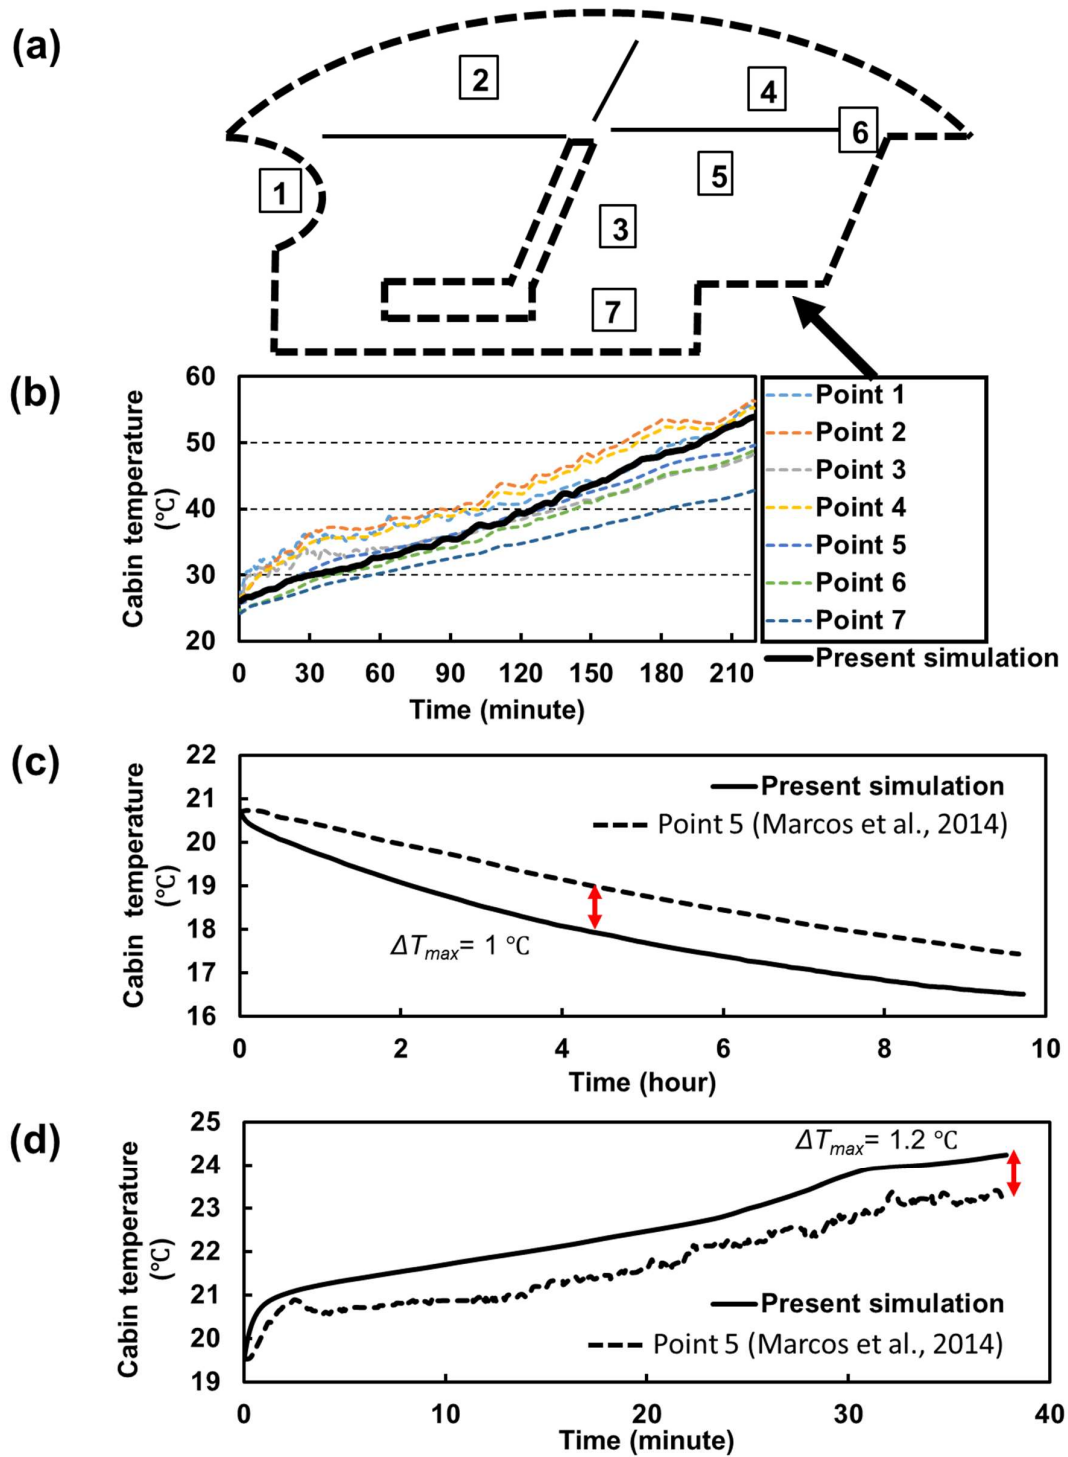 (a)
2
4
6
1
5
3
7
(b)
Cabin temperature
(℃)
60
50
40
30
20
0 30 60 90 120 150 180 210
Time (minute)
Point 1
Point 2
Point 3
Point 4
Point 5
Point 6
Point 7
Present simulation
(c)
Cabin temperature
(℃)
22
21
20
19
18
17
16
Present simulation
Point 5 (Marcos et al., 2014)
ΔTmax= 1 ℃
0 2 4 6 8 10
Time (hour)
(d)
Cabin temperature
(℃)
25
24
23
22
21
20
19
ΔTmax= 1.2 ℃
Present simulation
Point 5 (Marcos et al., 2014)
0 10 20 30 40
Time (minute)